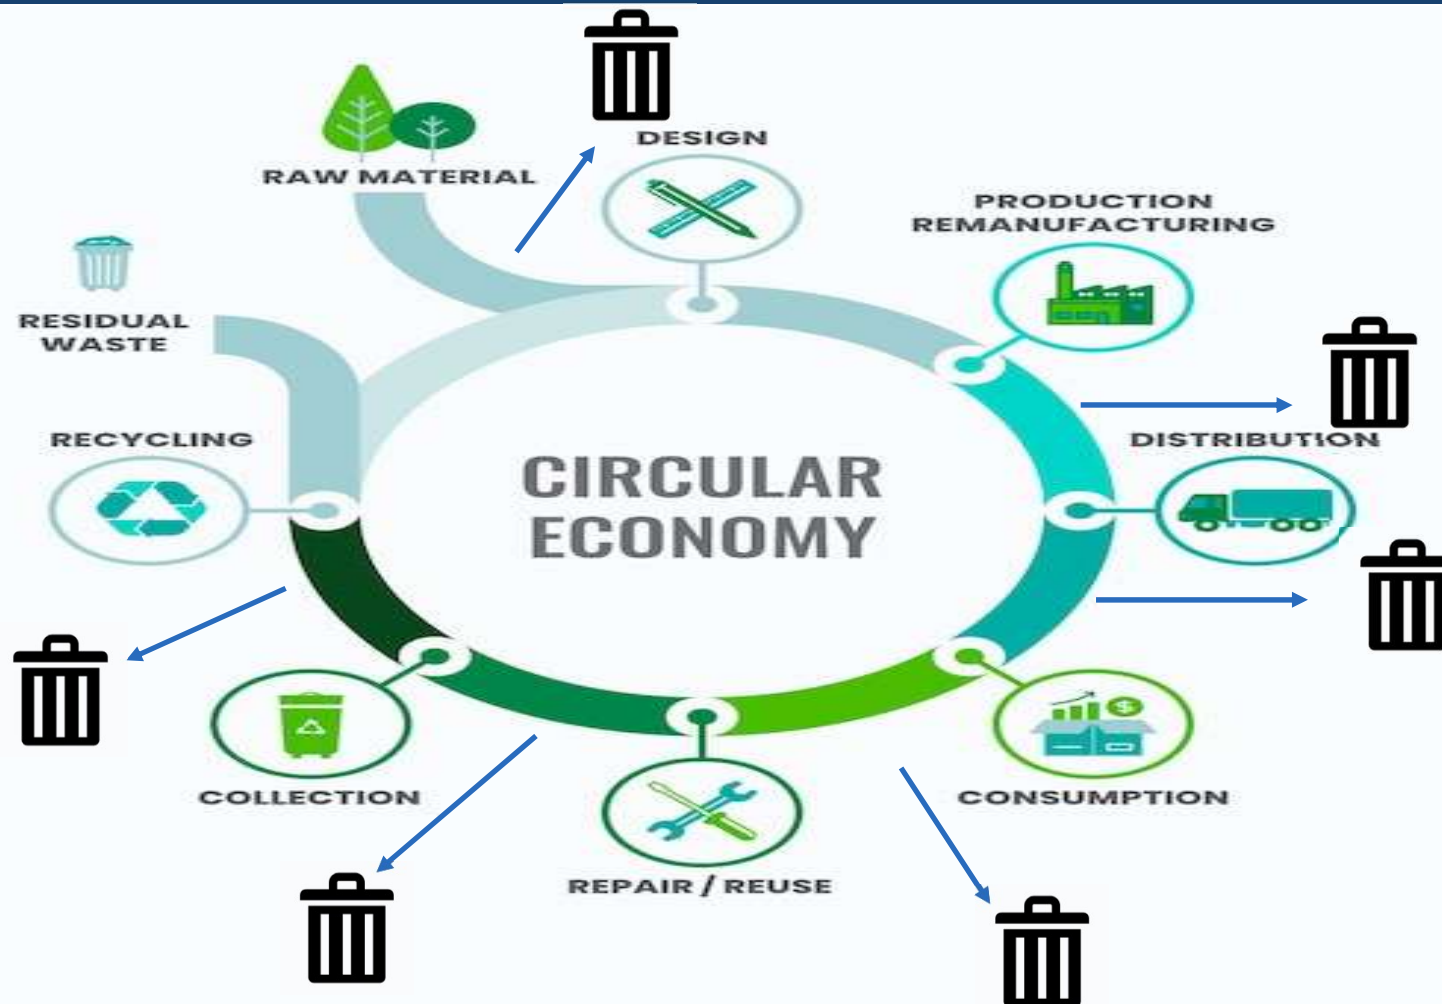 DESIGN
RAW MATERIAL
PRODUCTION
REMANUFACTURING
RESIDUAL
WASTE
RECYCLING
DISTRIBUTION
CIRCULAR
ECONOMY
COLLECTION
CONSUMPTION
REPAIR / REUSE
$